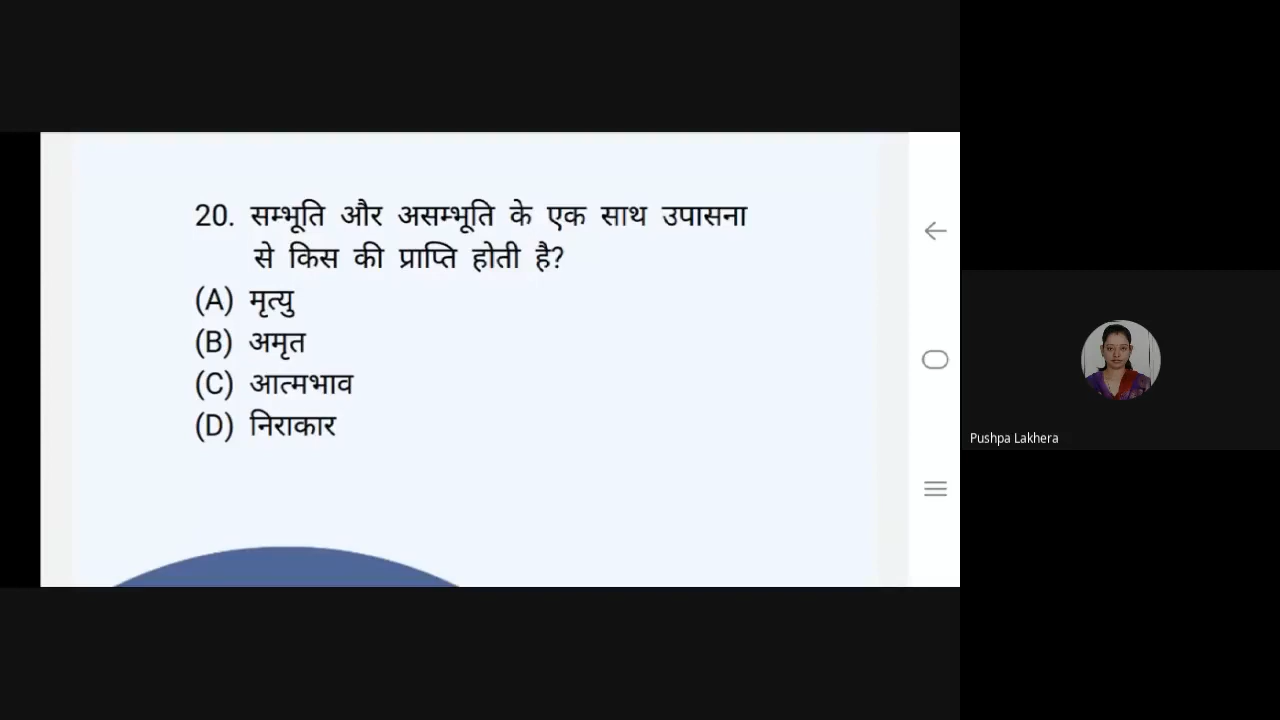 20. सम्भूति और असम्भूति के एक साथ उपासना
से किस की प्राप्ति होती है?
(A) मृत्यु
(B) अमृत
(C) आत्मभाव
(D) निराकार
Pushpa Lakhera